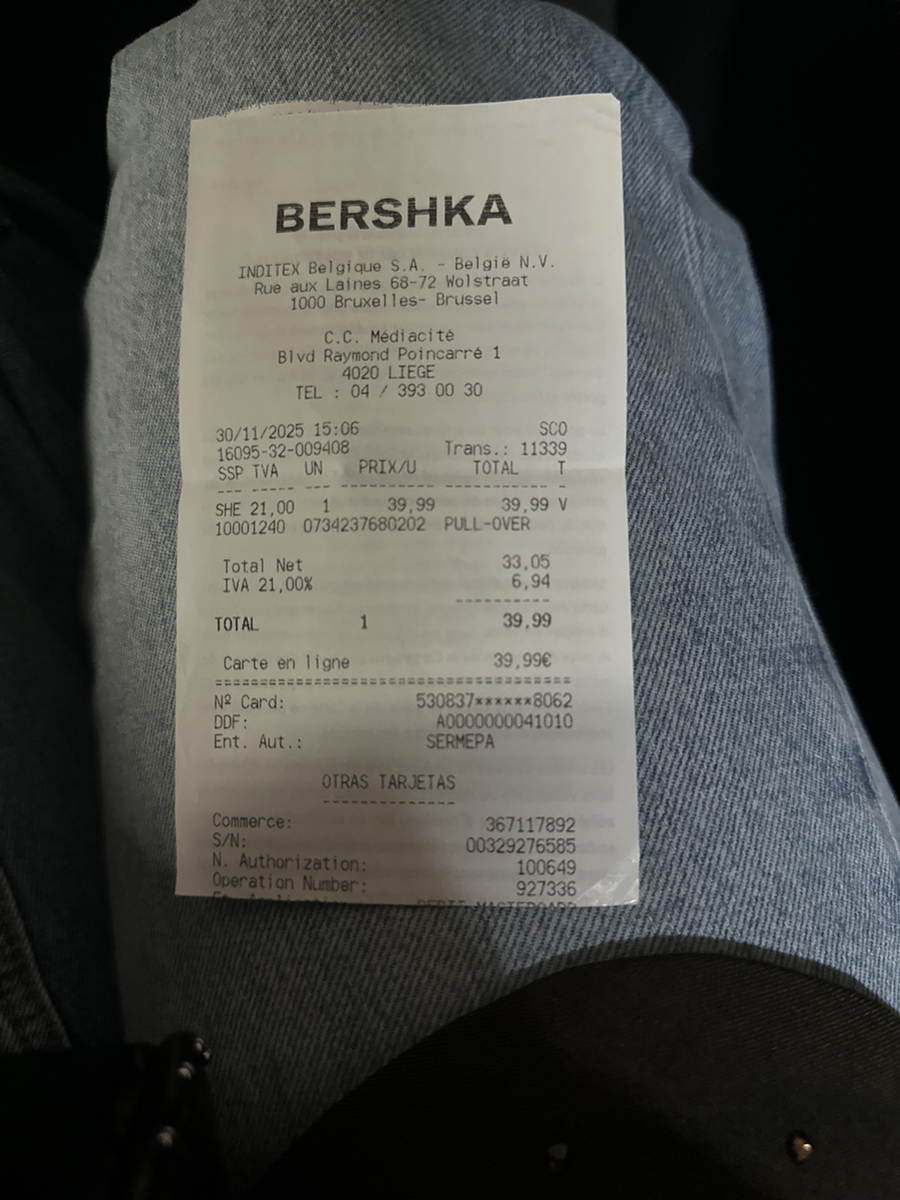 BERSHKA
INDITEX Belgique S.A. - België N.V.
Rue aux Laines 68-72 Wolstraat
1000 Bruxelles- Brussel
C.C. Médiacité
Blvd Raymond Poincarré 1
4020 LIEGE
TEL : 04 / 393 00 30
30/11/2025 15:06 SCO
16095-32-009408 Trans.: 11339
SSP TVA UN PRIX/U TOTAL T
--- ----- --- ---------- ---------- -
SHE 21,00 1 39,99 39,99 V
10001240 0734237680202 PULL-OVER
Total Net 33,05
IVA 21,00% 6,94
----------
TOTAL 1 39,99
Carte en ligne 39,99€
======================================
Nº Card: 530837******8062
DDF: A0000000041010
Ent. Aut.: SERMEPA
OTRAS TARJETAS
--------------
Commerce: 367117892
S/N: 00329276585
N. Authorization: 100649
Operation Number: 927336
DEBIT MASTERCARD